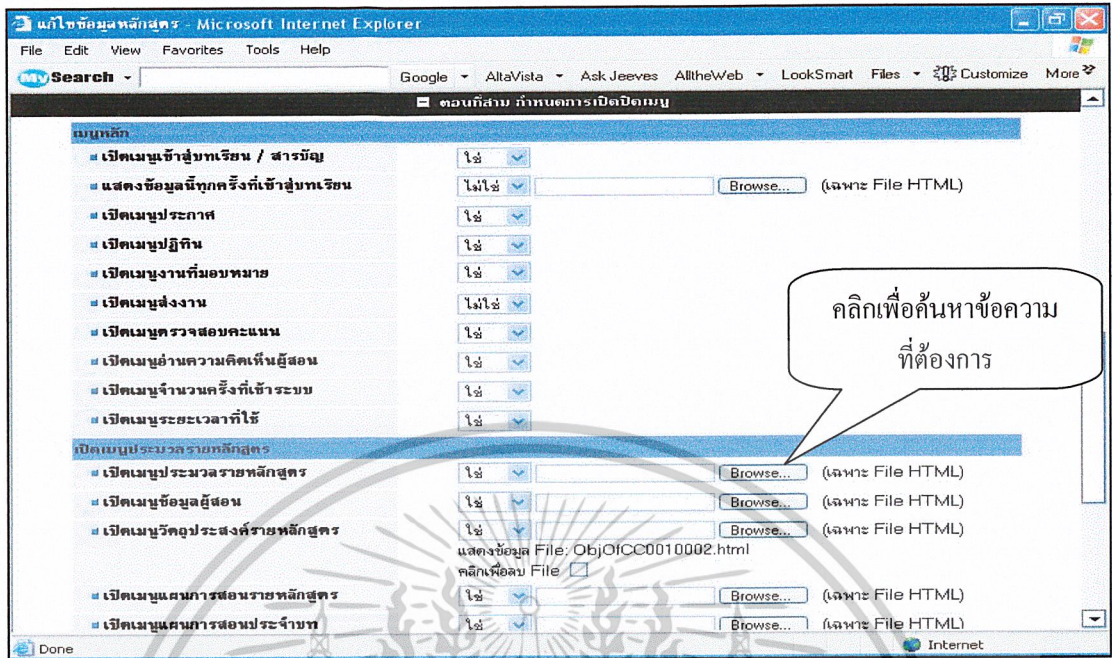 แก้ไขข้อมูลหลักสูตร - Microsoft Internet Explorer
File Edit View Favorites Tools Help
My Search Google AltaVista Ask Jeeves AlltheWeb LookSmart Files Customize More
ตอนที่สาม กำหนดการเปิดปิดเมนู
เมนูหลัก
เปิดเมนูเข้าสู่บทเรียน / สารบัญ ใช่
แสดงข้อมูลนี้ทุกครั้งที่เข้าสู่บทเรียน ไม่ใช่ Browse... (เฉพาะ File HTML)
เปิดเมนูประกาศ ใช่
เปิดเมนูปฏิทิน ใช่
เปิดเมนูงานที่มอบหมาย ใช่
เปิดเมนูส่งงาน ไม่ใช่
เปิดเมนูตรวจสอบคะแนน ใช่
เปิดเมนูอ่านความคิดเห็นผู้สอน ใช่
เปิดเมนูจำนวนครั้งที่เข้าระบบ ใช่
เปิดเมนูระยะเวลาที่ใช้ ใช่
คลิกเพื่อค้นหาข้อความ
ที่ต้องการ
เปิดเมนูประมวลรายหลักสูตร
เปิดเมนูประมวลรายหลักสูตร ใช่ Browse... (เฉพาะ File HTML)
เปิดเมนูข้อมูลผู้สอน ใช่ Browse... (เฉพาะ File HTML)
เปิดเมนูวัตถุประสงค์รายหลักสูตร ใช่ Browse... (เฉพาะ File HTML)
แสดงข้อมูล File: ObjOfCC0010002.html
คลิกเพื่อลบ File
เปิดเมนูแผนการสอนรายหลักสูตร ใช่ Browse... (เฉพาะ File HTML)
เปิดเมนูแผนการสอนประจำบท ใช่ Browse... (เฉพาะ File HTML)
Done Internet